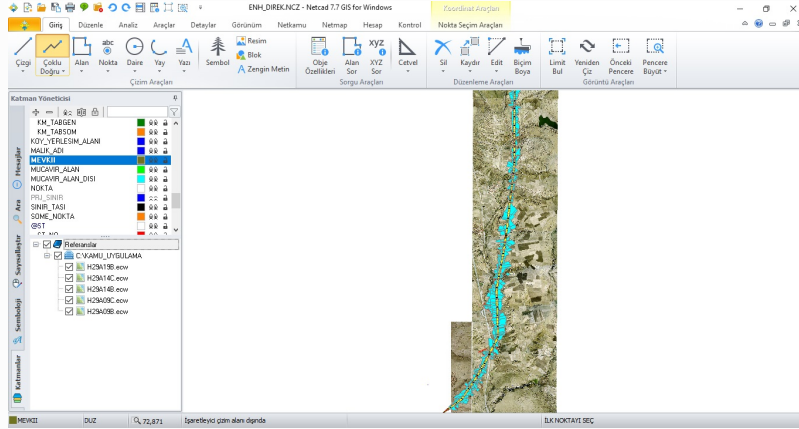 ENH_DIREK.NCZ - Netcad 7.7 GIS for Windows
Koordinat Araçları
Giriş Düzenle Analiz Araçlar Detaylar Görünüm Netkamu Netmap Hesap Kontrol Nokta Seçim Araçları
Çizgi Çoklu Doğru Alan abc Nokta Daire Yay Yazı Sembol Resim Blok Zengin Metin
Obje Özellikleri Alan Sor XYZ XYZ Sor Cetvel Sil Kaydır Edit Biçim Boya Limit Bul Yeniden Çiz Önceki Pencere Pencere Büyüt
Çizim Araçları Sorgu Araçları Düzenleme Araçları Görüntü Araçları
Katman Yöneticisi
KM_TABGEN
KM_TABSOM
KOY_YERLESIM_ALANI
MALIK_ADI
MEVKII
MUCAVIR_ALAN
MUCAVIR_ALAN_DISI
NOKTA
PRJ_SINIR
SINIR_TASI
SOME_NOKTA
@ST
ST_NO
Referanslar
C:\KAMU_UYGULAMA
H29A19B.ecw
H29A14C.ecw
H29A14B.ecw
H29A09C.ecw
H29A09B.ecw
Mesajlar
Ara
Sayısallaştır
Semboloji
Katmanlar
MEVKII DUZ 72,871 İşaretleyici çizim alanı dışında İLK NOKTAYI SEÇ